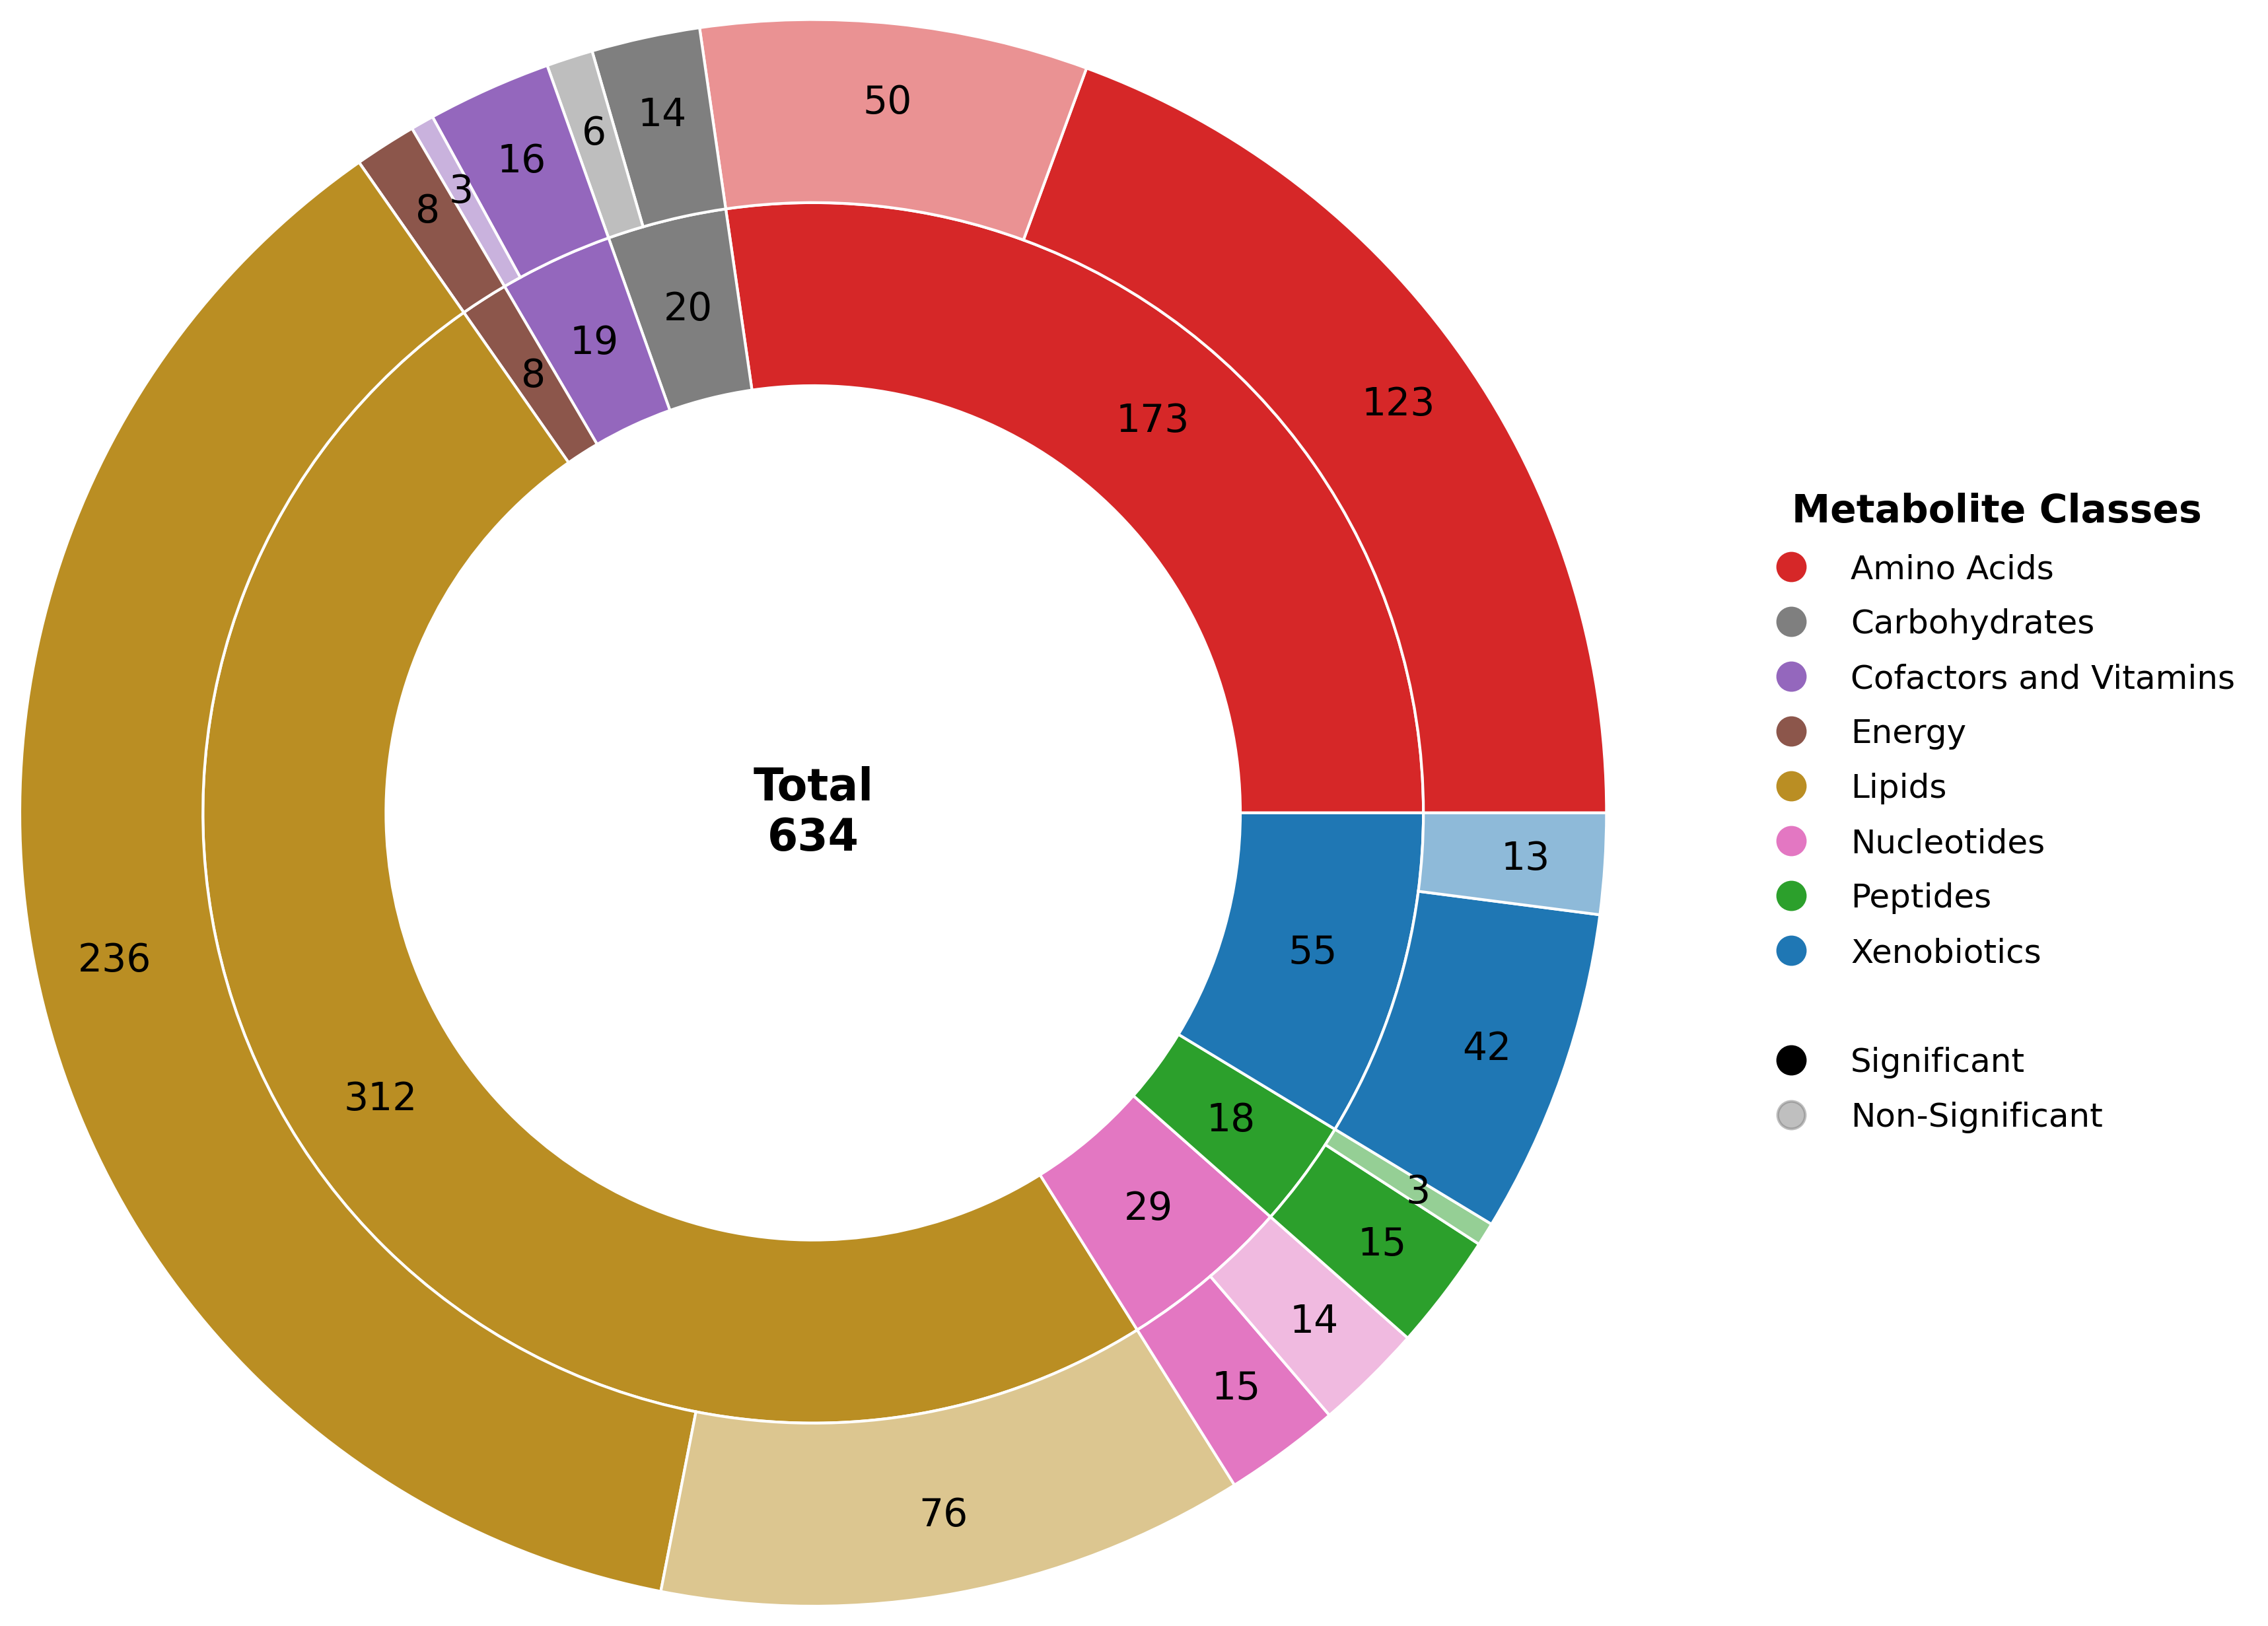 50
14
6
16
3
8
123
173
20
19
8
Total
634
13
55
42
236
312
18
3
15
29
14
15
76
Metabolite Classes
Amino Acids
Carbohydrates
Cofactors and Vitamins
Energy
Lipids
Nucleotides
Peptides
Xenobiotics
Significant
Non-Significant